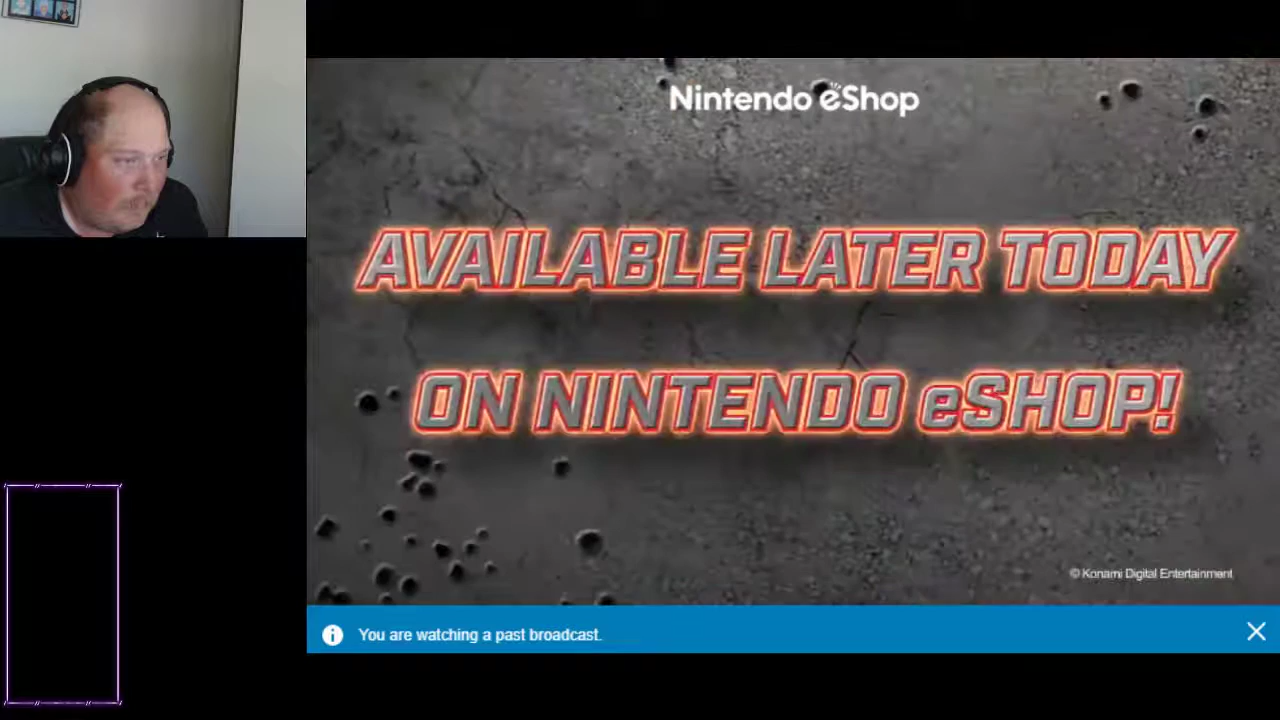 Nintendo eShop
AVAILABLE LATER TODAY
ON NINTENDO eSHOP!
© Konami Digital Entertainment
You are watching a past broadcast.